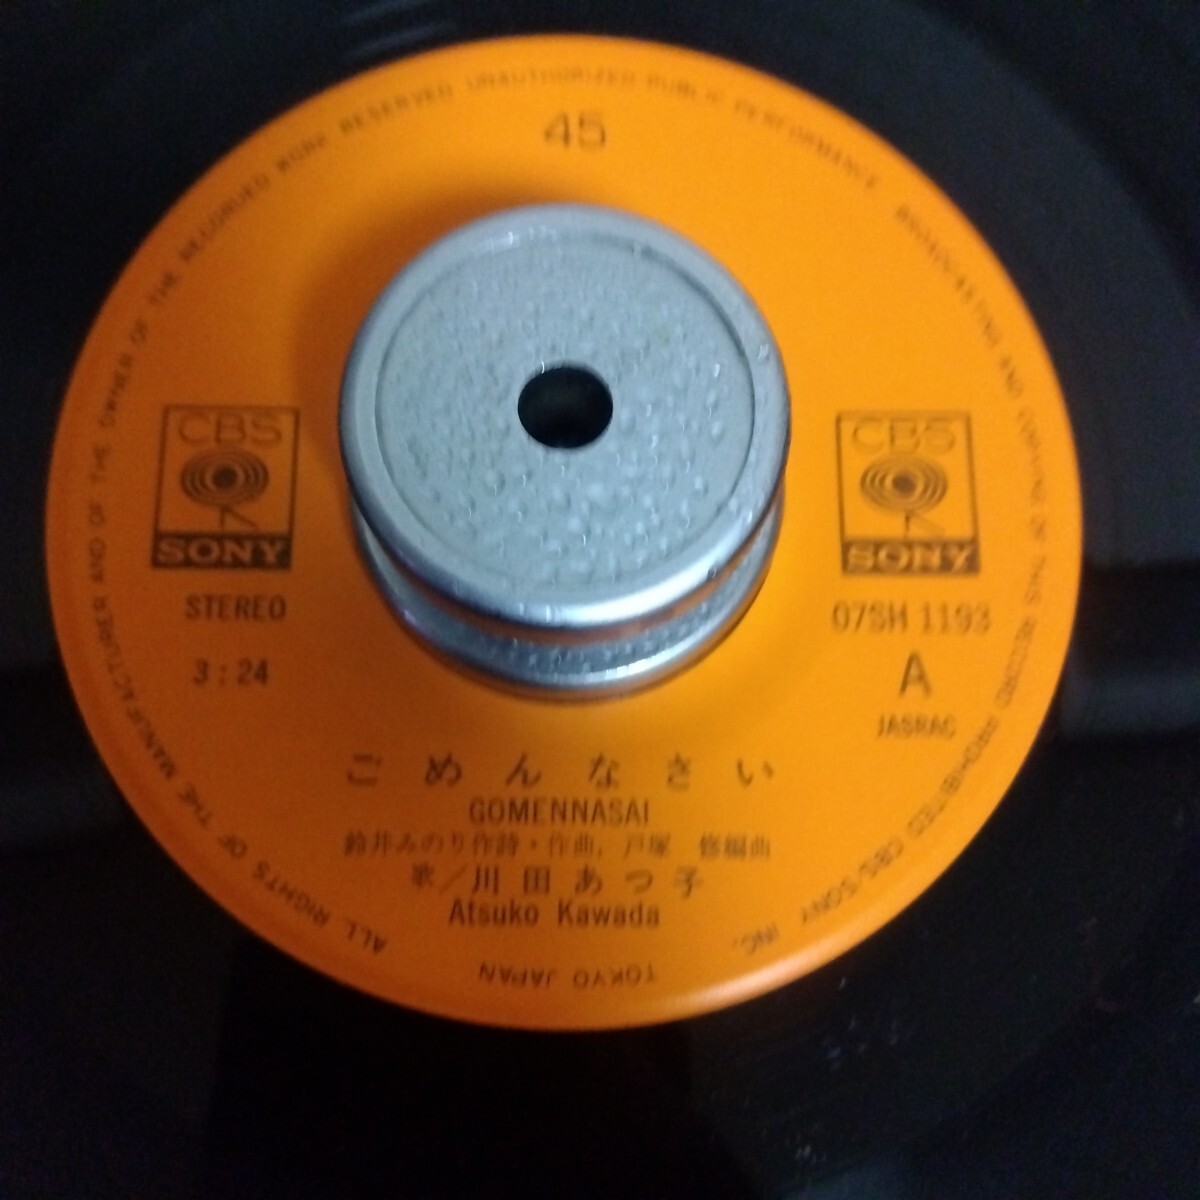 ALL RIGHTS OF THE MANUFACTURER AND OF THE OWNER OF THE RECORDED WORK RESERVED UNAUTHORIZED PUBLIC PERFORMANCE BROADCASTING AND COPYING OF THIS RECORD PROHIBITED CBS/SONY INC. TOKYO JAPAN
45
CBS
SONY
STEREO
3:24
CBS
SONY
07SH 1193
A
JASRAC
ごめんなさい
GOMENNASAI
鈴井みのり作詩・作曲, 戸塚 修編曲
歌/川田あつ子
Atsuko Kawada